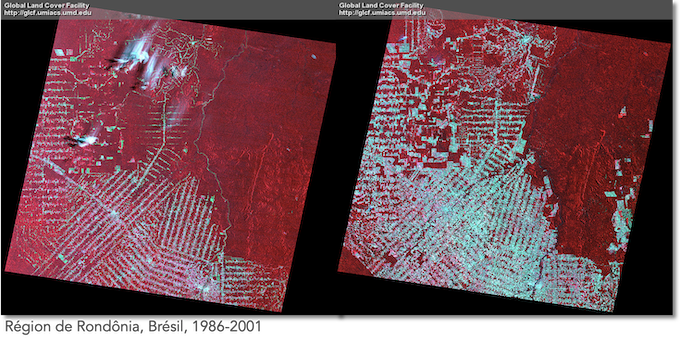 Global Land Cover Facility
http://glcf.umiacs.umd.edu
Global Land Cover Facility
http://glcf.umiacs.umd.edu
Région de Rondônia, Brésil, 1986-2001